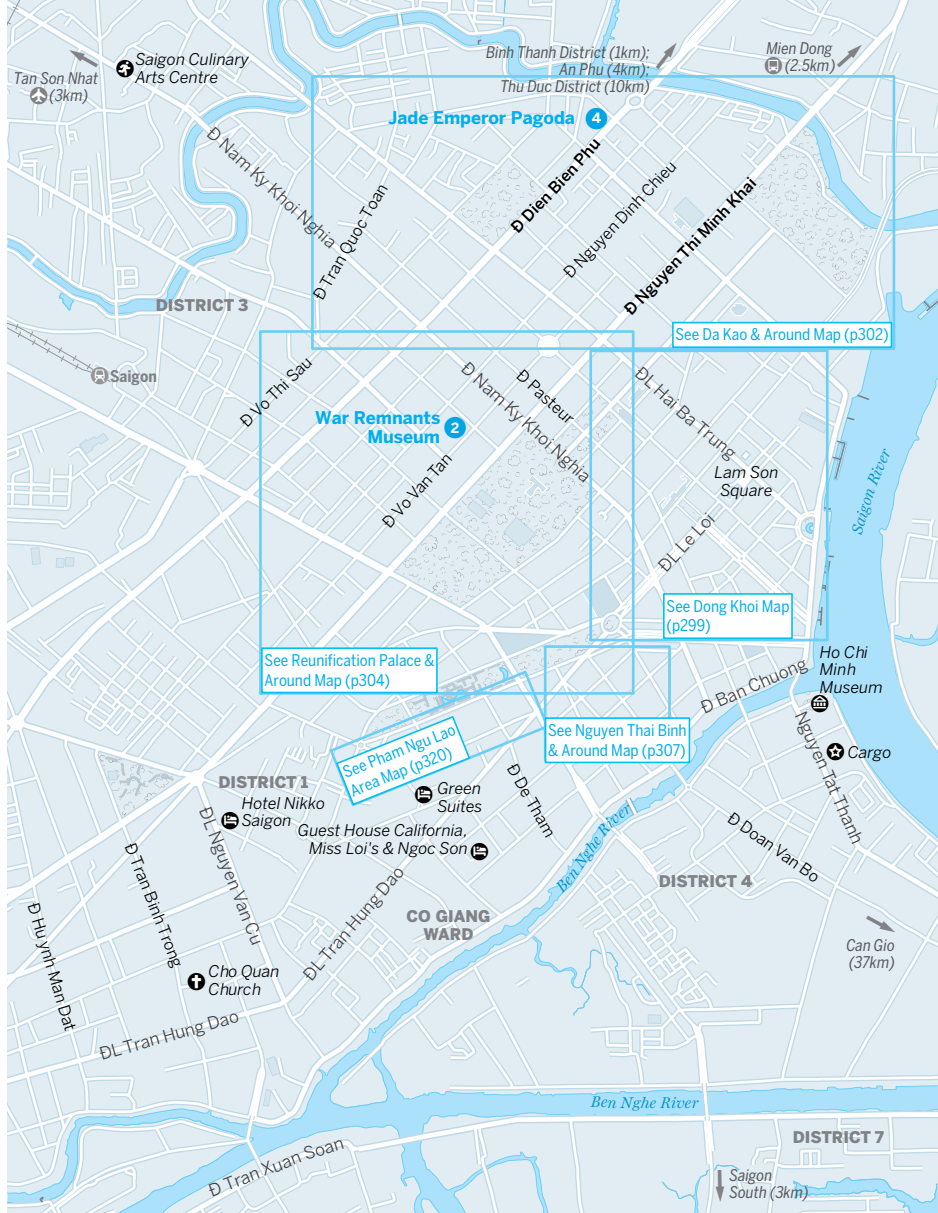 Saigon Culinary
Arts Centre
Tan Son Nhat
(3km)
Binh Thanh District (1km);
An Phu (4km);
Thu Duc District (10km)
Mien Dong
(2.5km)
Jade Emperor Pagoda 4
Đ Nam Ky Khoi Nghia
Đ Tran Quoc Toan
Đ Dien Bien Phu
Đ Nguyen Dinh Chieu
Đ Nguyen Thi Minh Khai
DISTRICT 3
See Da Kao & Around Map (p302)
Saigon
Đ Vo Thi Sau
Đ Nam Ky Khoi Nghia
Đ Pasteur
ĐL Hai Ba Trung
War Remnants
Museum 2
Đ Vo Van Tan
Lam Son
Square
Saigon River
ĐL Le Loi
See Dong Khoi Map
(p299)
See Reunification Palace &
Around Map (p304)
Ho Chi
Minh
Museum
Đ Ban Chuong
See Pham Ngu Lao
Area Map (p320)
See Nguyen Thai Binh
& Around Map (p307)
Nguyen Tat Thanh
Cargo
DISTRICT 1
Hotel Nikko
Saigon
Green
Suites
Đ De Tham
Guest House California,
Miss Loi's & Ngoc Son
ĐL Nguyen Van Cu
Đ Tran Binh Trong
Ben Nghe River
Đ Doan Van Bo
DISTRICT 4
Đ Hu ynh Man Dat
ĐL Tran Hung Dao
CO GIANG
WARD
Can Gio
(37km)
Cho Quan
Church
ĐL Tran Hung Dao
Ben Nghe River
DISTRICT 7
Đ Tran Xuan Soan
Saigon
South (3km)